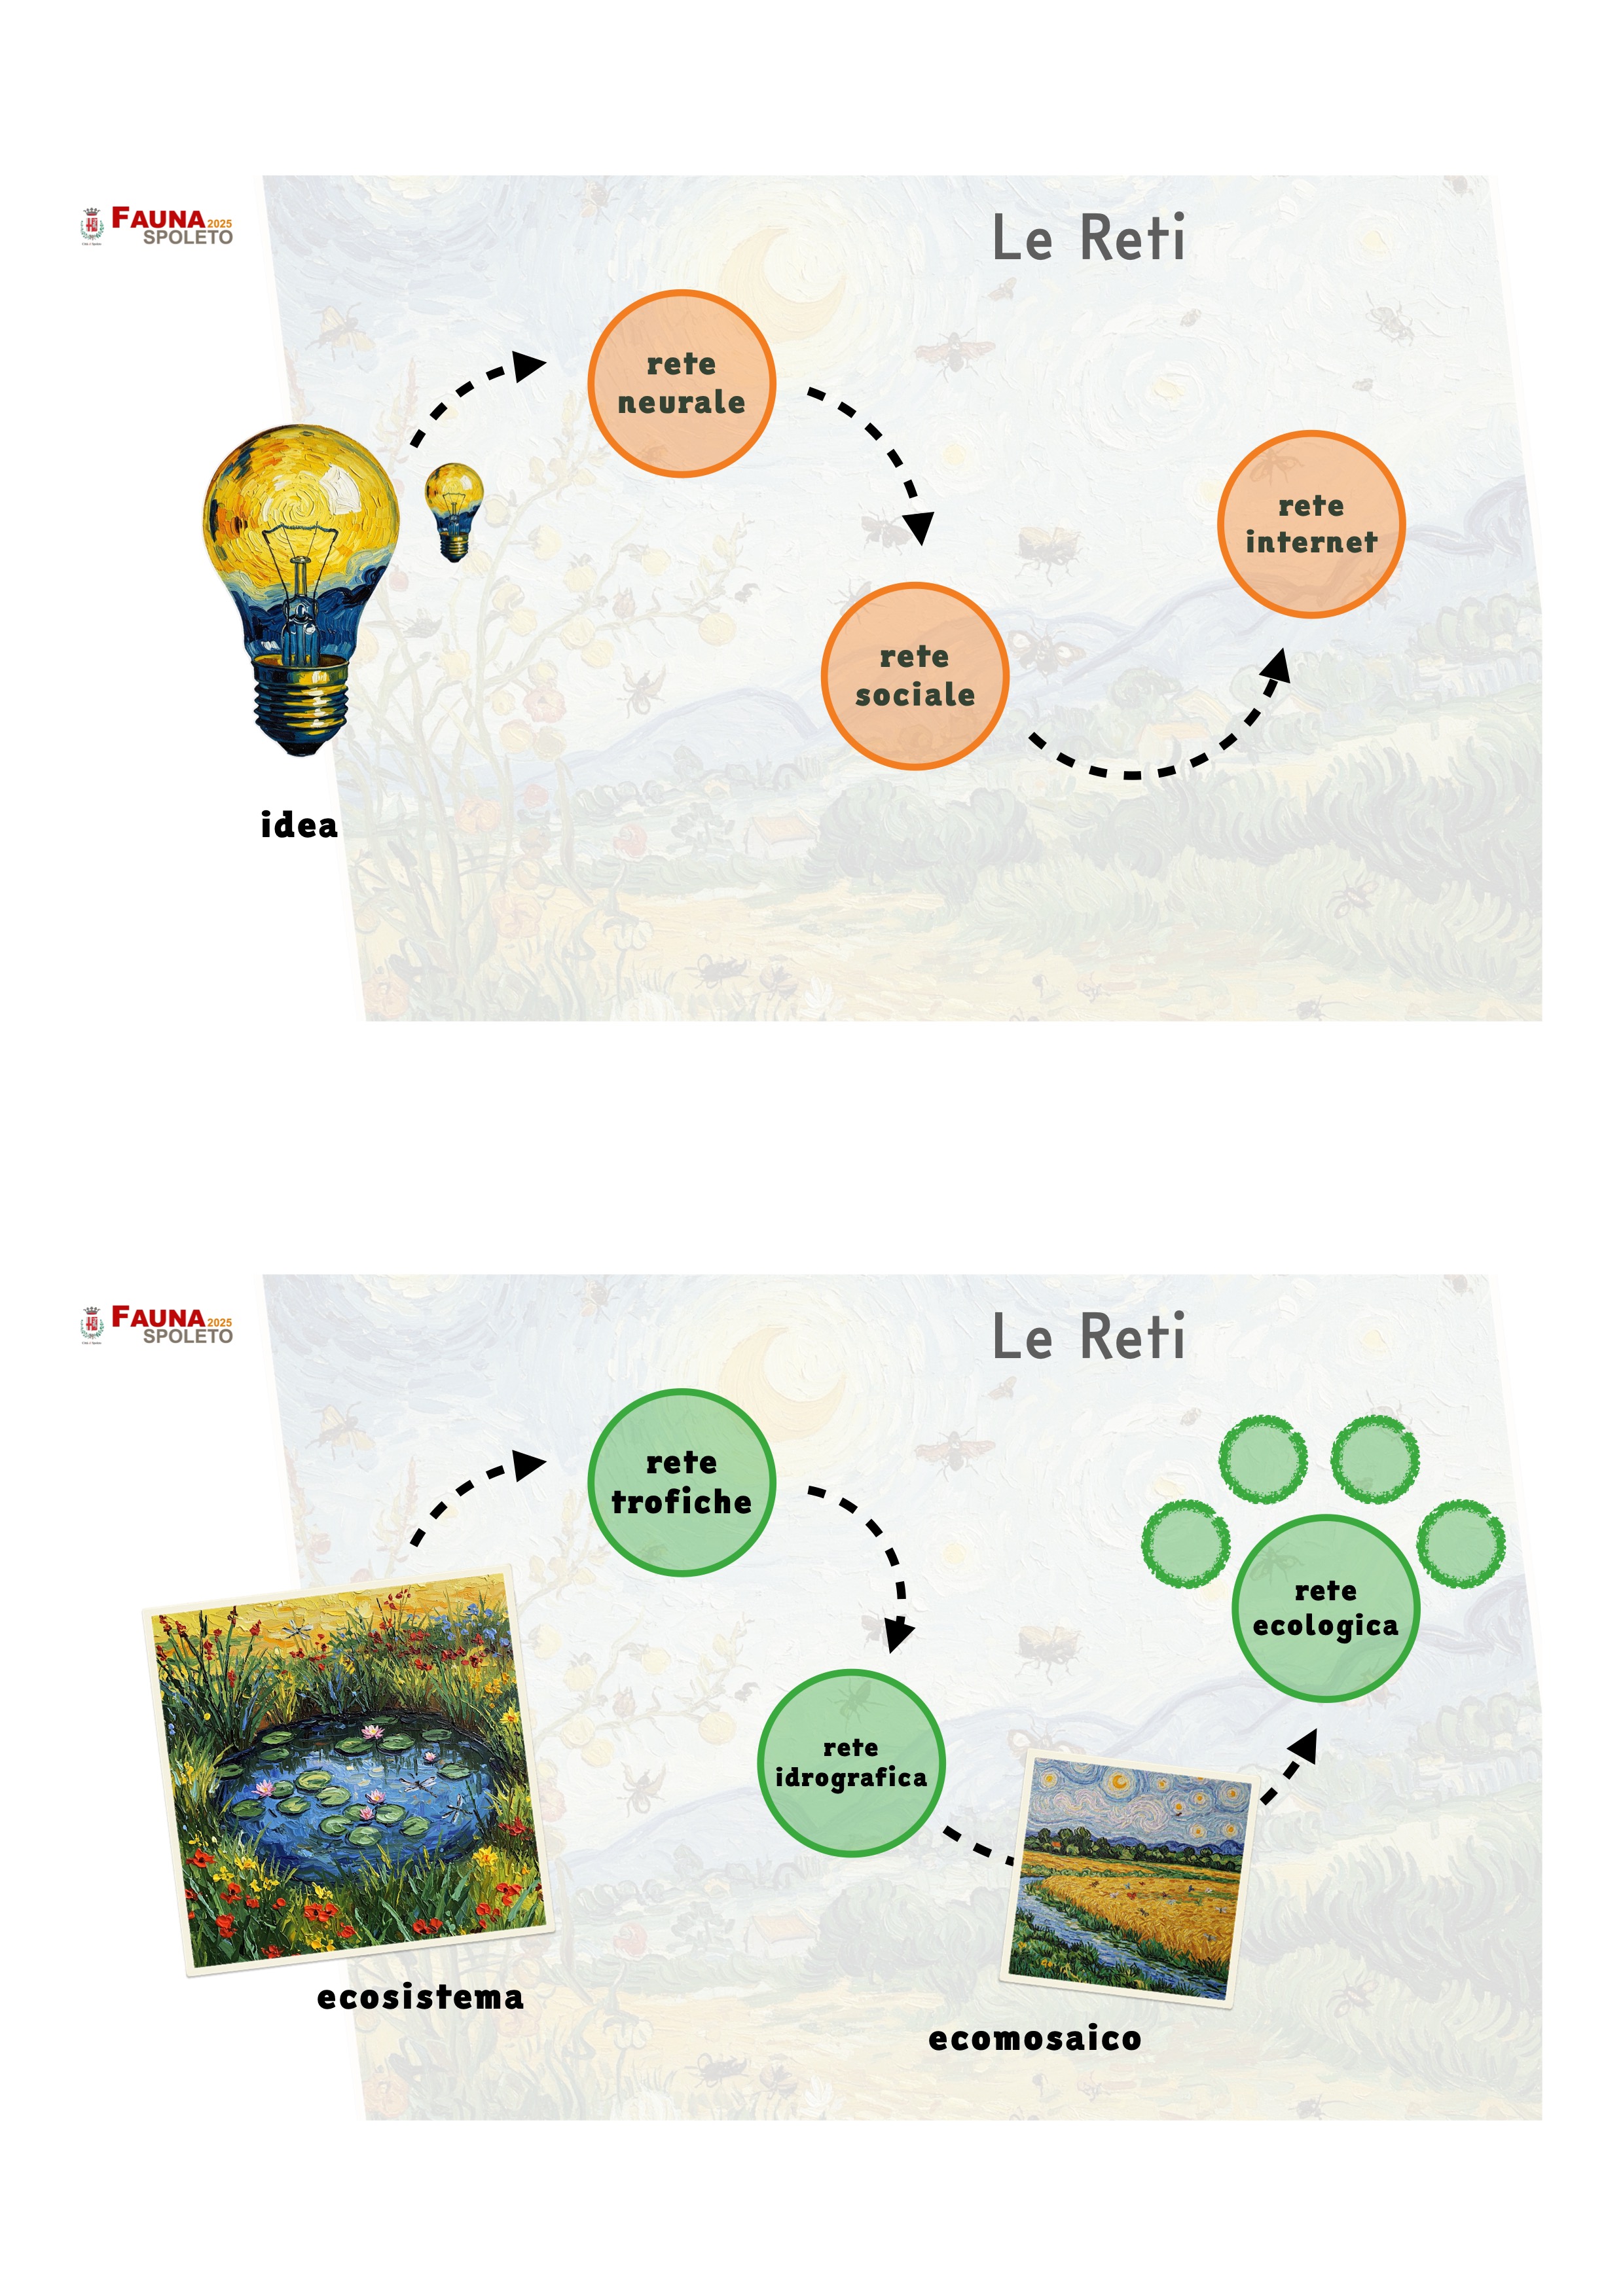 FAUNA 2025
SPOLETO
Le Reti
rete
neurale
rete
internet
rete
sociale
idea
FAUNA 2025
SPOLETO
Le Reti
rete
trofiche
rete
ecologica
rete
idrografica
ecosistema
ecomosaico